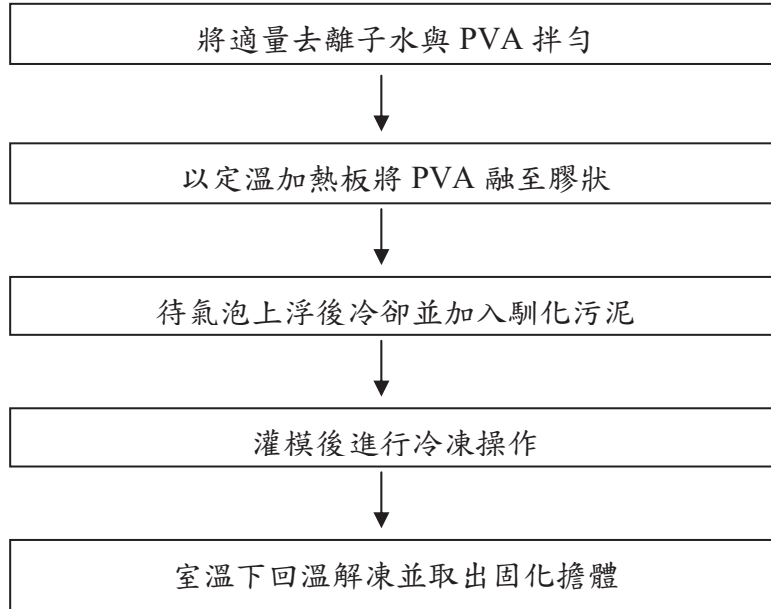 將適量去離子水與 PVA 拌勻
以定溫加熱板將 PVA 融至膠狀
待氣泡上浮後冷卻並加入馴化污泥
灌模後進行冷凍操作
室溫下回溫解凍並取出固化擔體